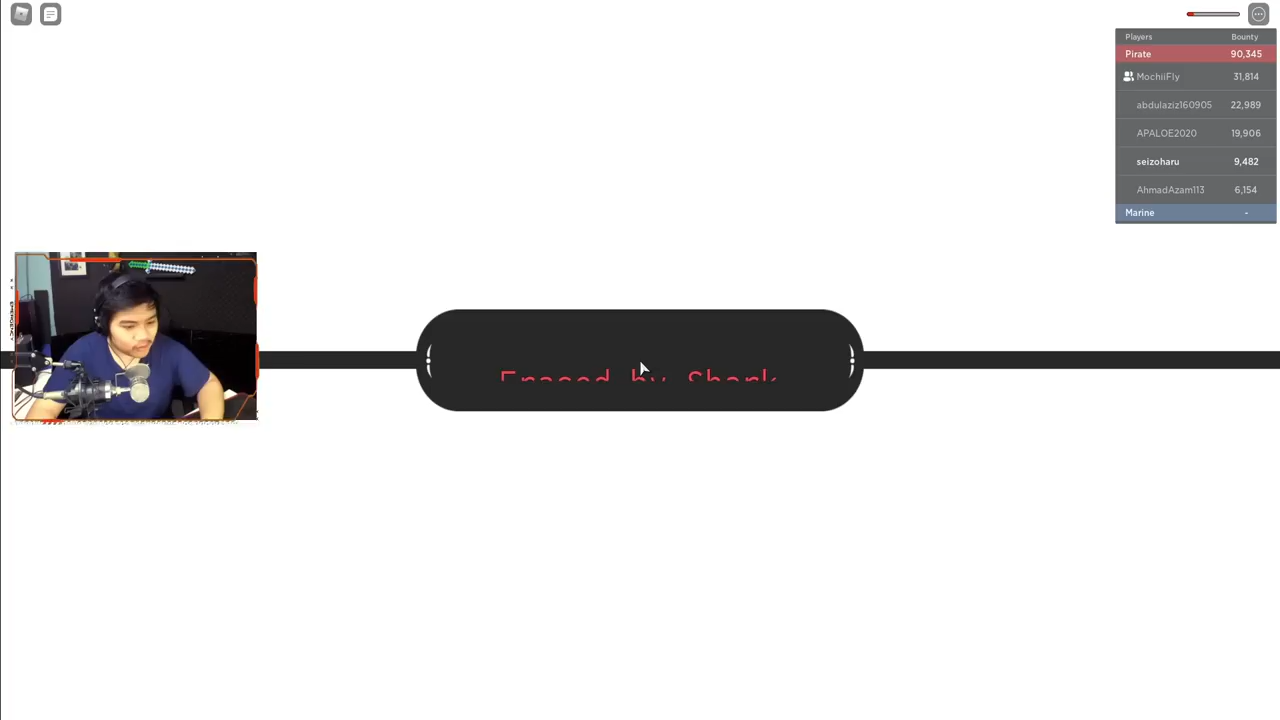 Players Bounty
Pirate 90,345
MochiiFly 31,814
abdulaziz160905 22,989
APALOE2020 19,906
seizoharu 9,482
AhmadAzam113 6,154
Marine -
Erased by Shark